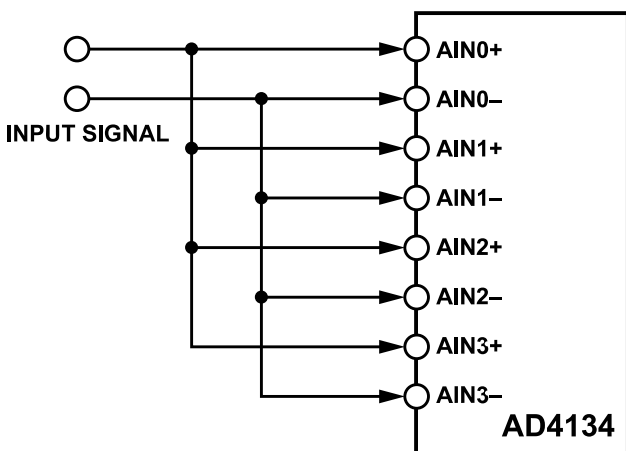 AIN0+
AIN0–
INPUT SIGNAL
AIN1+
AIN1–
AIN2+
AIN2–
AIN3+
AIN3–
AD4134